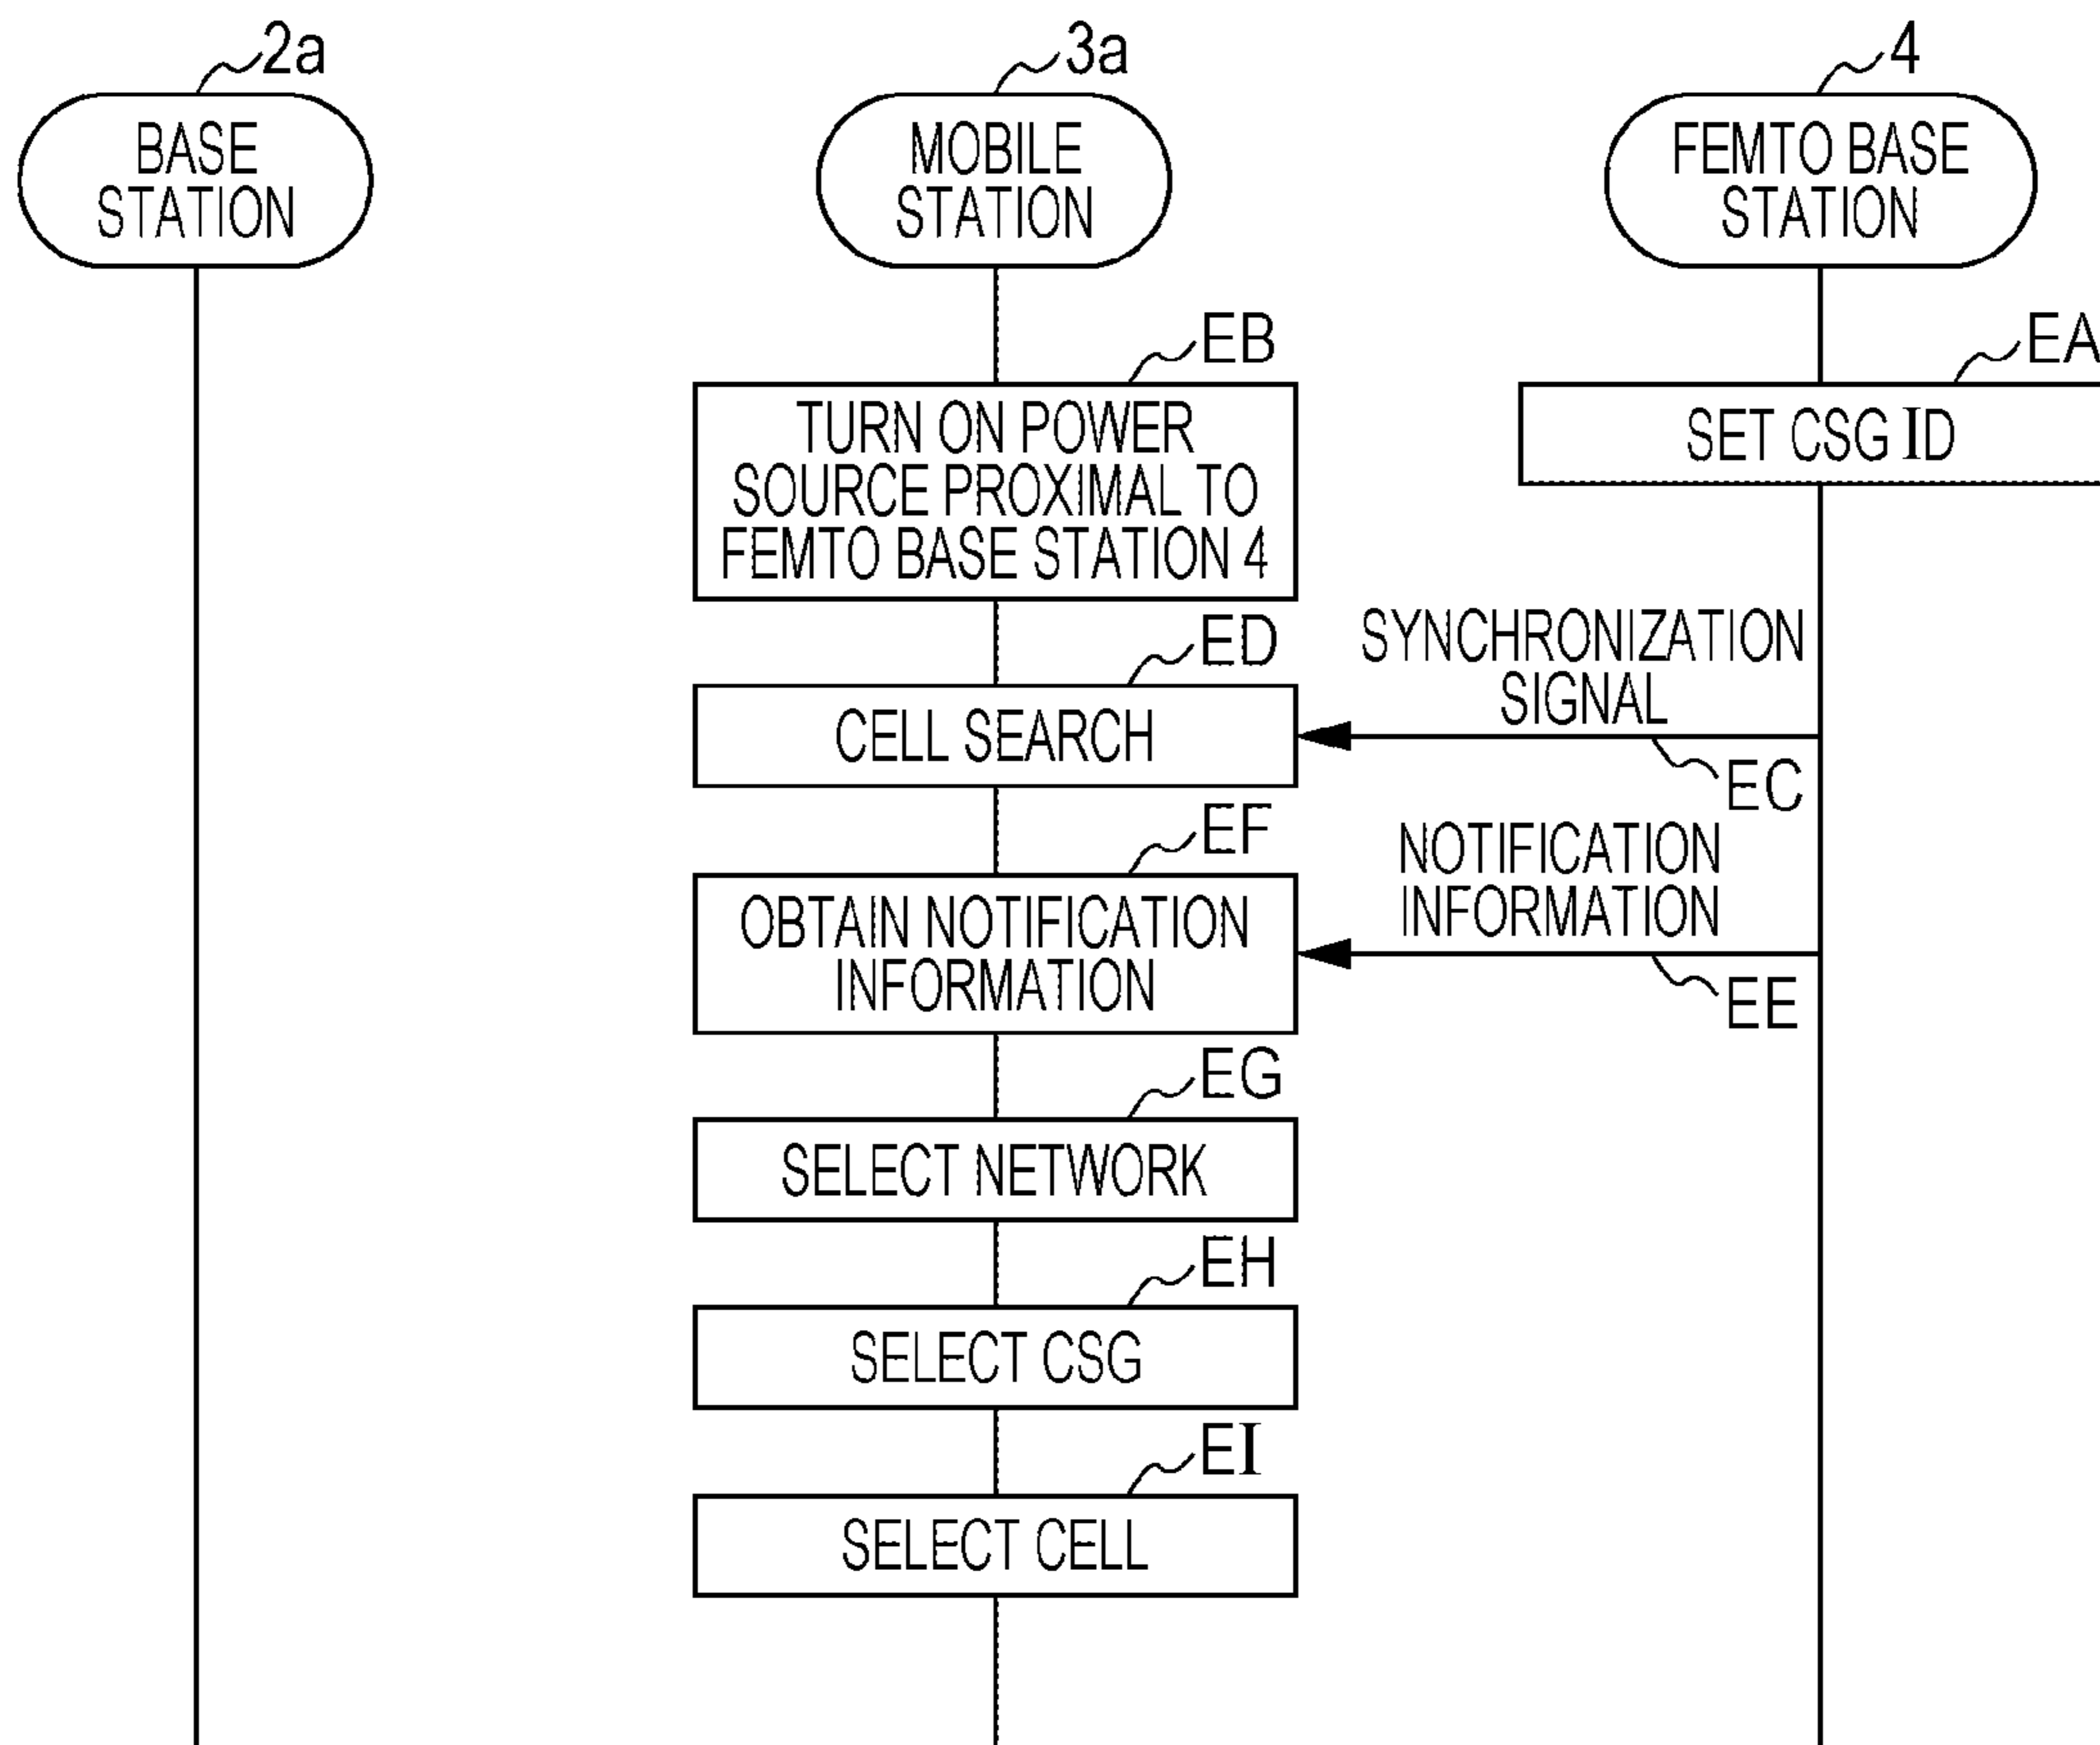 2a
3a
4
BASE
STATION
MOBILE
STATION
FEMTO BASE
STATION
EB
EA
TURN ON POWER
SOURCE PROXIMAL TO
FEMTO BASE STATION 4
SET CSG ID
ED
SYNCHRONIZATION
SIGNAL
CELL SEARCH
EC
EF
NOTIFICATION
INFORMATION
OBTAIN NOTIFICATION
INFORMATION
EE
EG
SELECT NETWORK
EH
SELECT CSG
EI
SELECT CELL